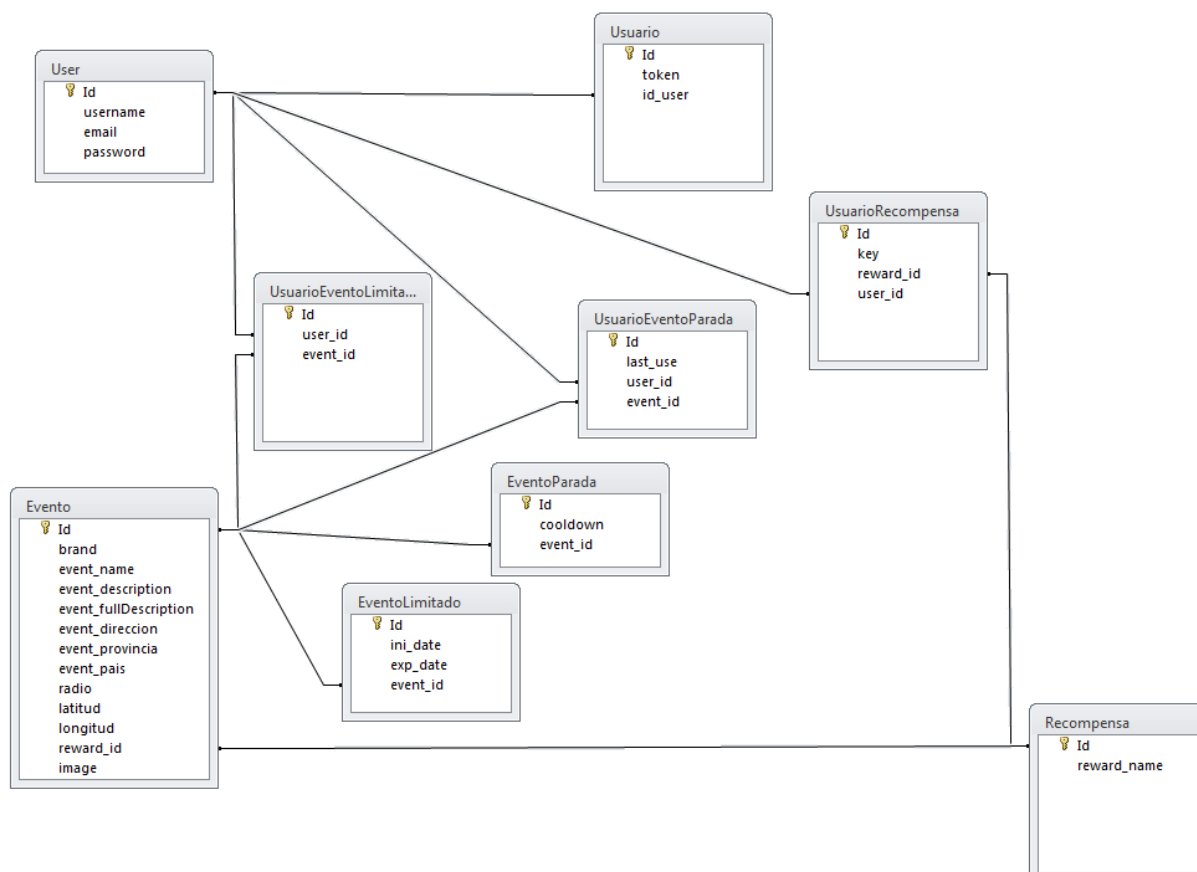 User
Id
username
email
password
Usuario
Id
token
id_user
UsuarioRecompensa
Id
key
reward_id
user_id
UsuarioEventoLimita...
Id
user_id
event_id
UsuarioEventoParada
Id
last_use
user_id
event_id
EventoParada
Id
cooldown
event_id
Evento
Id
brand
event_name
event_description
event_fullDescription
event_direccion
event_provincia
event_pais
radio
latitud
longitud
reward_id
image
EventoLimitado
Id
ini_date
exp_date
event_id
Recompensa
Id
reward_name